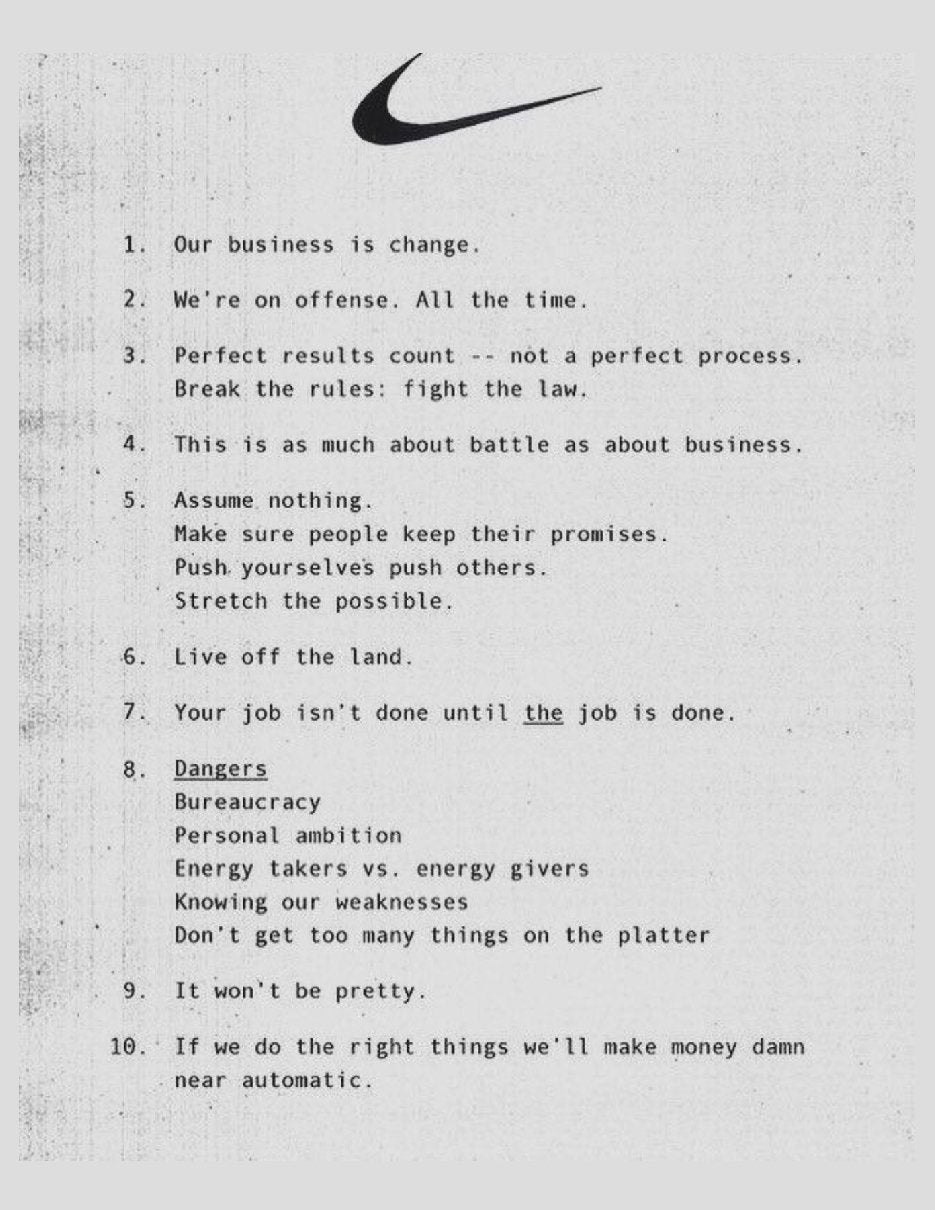 1. Our business is change.
2. We're on offense. All the time.
3. Perfect results count -- not a perfect process.
Break the rules: fight the law.
4. This is as much about battle as about business.
5. Assume nothing.
Make sure people keep their promises.
Push yourselves push others.
Stretch the possible.
6. Live off the land.
7. Your job isn't done until the job is done.
8. Dangers
Bureaucracy
Personal ambition
Energy takers vs. energy givers
Knowing our weaknesses
Don't get too many things on the platter
9. It won't be pretty.
10. If we do the right things we'll make money damn
near automatic.